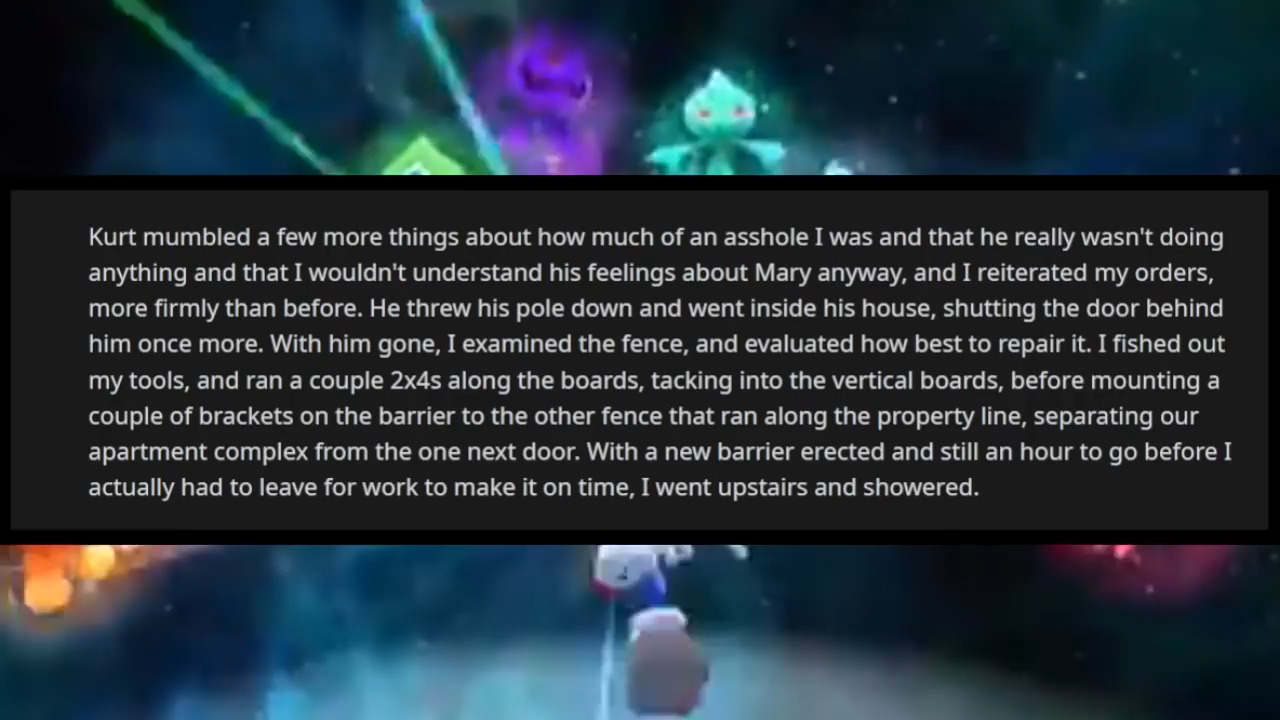 Kurt mumbled a few more things about how much of an asshole I was and that he really wasn't doing
anything and that I wouldn't understand his feelings about Mary anyway, and I reiterated my orders,
more firmly than before. He threw his pole down and went inside his house, shutting the door behind
him once more. With him gone, I examined the fence, and evaluated how best to repair it. I fished out
my tools, and ran a couple 2x4s along the boards, tacking into the vertical boards, before mounting a
couple of brackets on the barrier to the other fence that ran along the property line, separating our
apartment complex from the one next door. With a new barrier erected and still an hour to go before I
actually had to leave for work to make it on time, I went upstairs and showered.